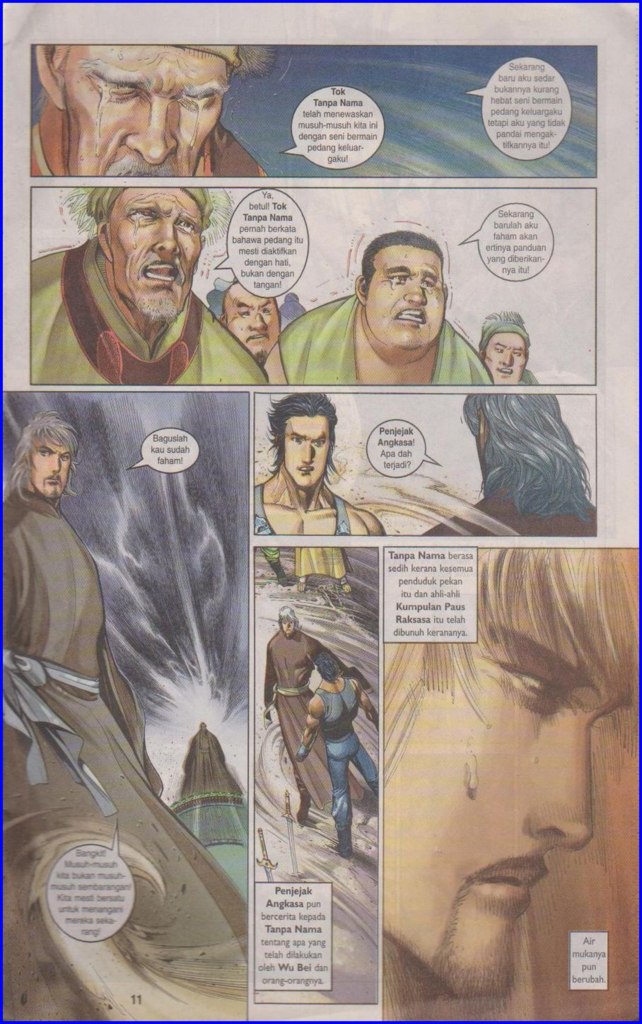 Tok
Tanpa Nama
telah menewaskan
musuh-musuh kita ini
dengan seni bermain
pedang keluar-
gaku!
Sekarang
baru aku sedar
bukannya kurang
hebat seni bermain
pedang keluargaku
tetapi aku yang tidak
pandai mengak-
tifkannya itu!
Ya,
betul! Tok
Tanpa Nama
pernah berkata
bahawa pedang itu
mesti diaktifkan
dengan hati,
bukan dengan
tangan!
Sekarang
barulah aku
faham akan
ertinya panduan
yang diberikan-
nya itu!
Baguslah
kau sudah
faham!
Bangkit!
Musuh-musuh
kita bukan musuh-
musuh sembarangan!
Kita mesti bersatu
untuk menangani
mereka seka-
rang!
Penjejak
Angkasa!
Apa dah
terjadi?
Penjejak
Angkasa pun
bercerita kepada
Tanpa Nama
tentang apa yang
telah dilakukan
oleh Wu Bei dan
orang-orangnya.
Tanpa Nama berasa
sedih kerana kesemua
penduduk pekan
itu dan ahli-ahli
Kumpulan Paus
Raksasa itu telah
dibunuh kerananya.
Air
mukanya
pun
berubah.
11